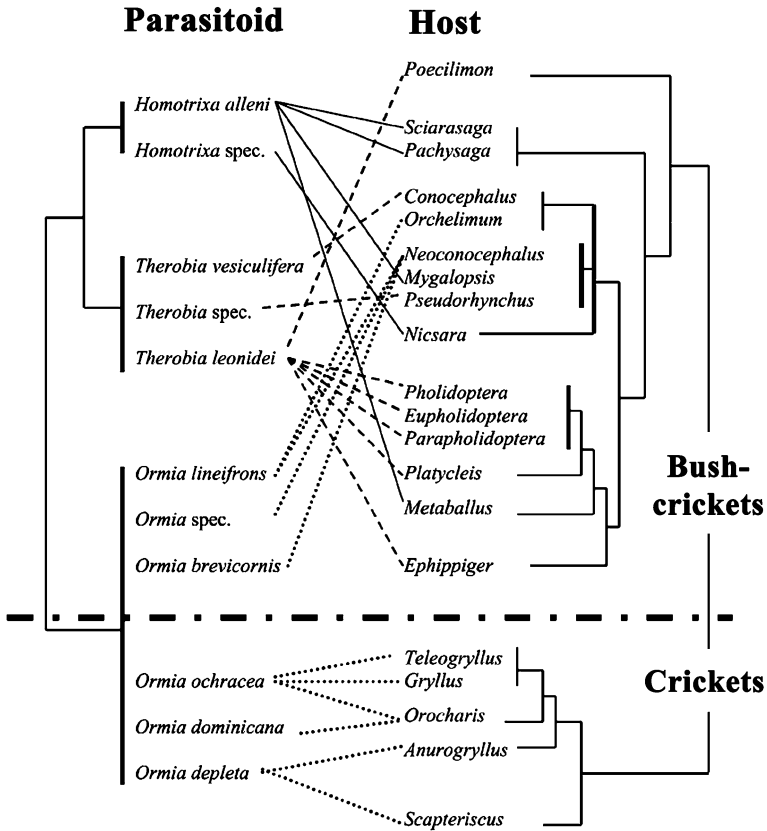 Parasitoid
Host
Homotrixa alleni
Homotrixa spec.
Therobia vesiculifera
Therobia spec.
Therobia leonidei
Ormia lineifrons
Ormia spec.
Ormia brevicornis
Ormia ochracea
Ormia dominicana
Ormia depleta
Poecilimon
Sciarasaga
Pachysaga
Conocephalus
Orchelimum
Neoconocephalus
Mygalopsis
Pseudorhynchus
Nicsara
Pholidoptera
Eupholidoptera
Parapholidoptera
Platycleis
Metaballus
Ephippiger
Teleogryllus
Gryllus
Orocharis
Anurogryllus
Scapteriscus
Bush-
crickets
Crickets